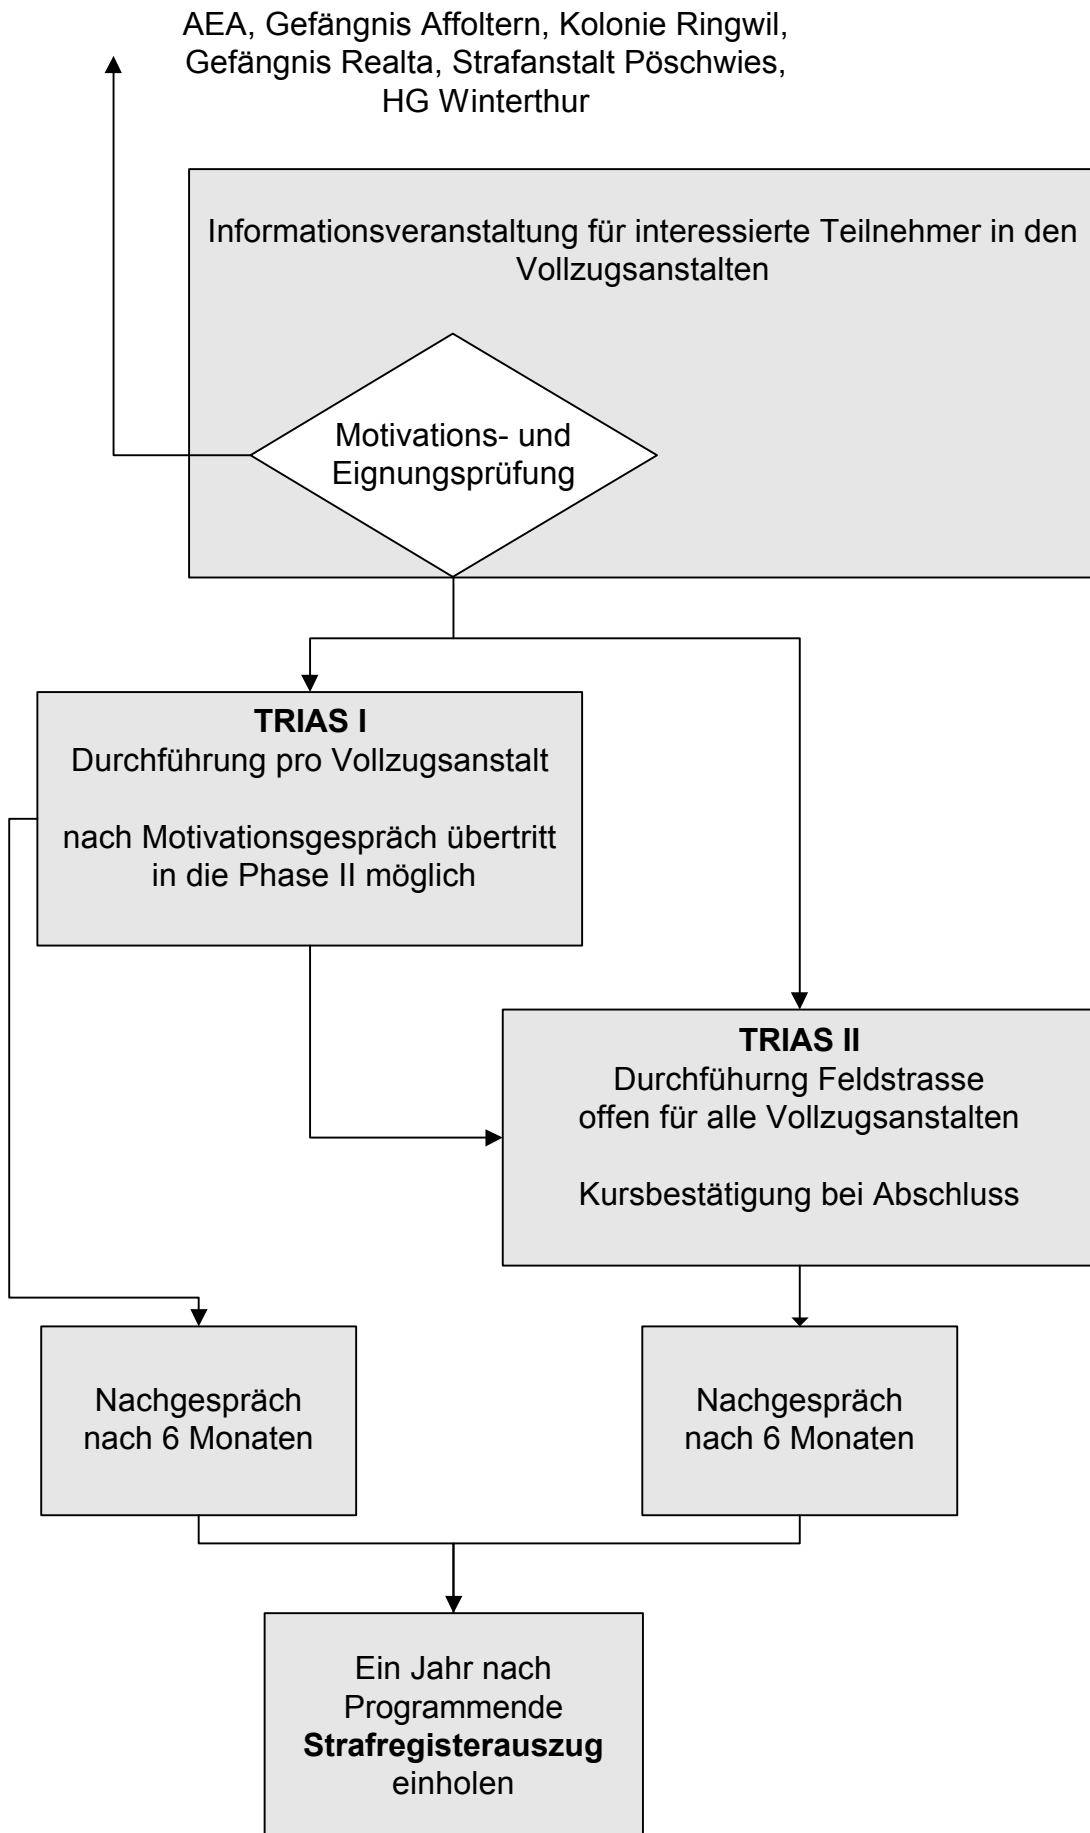 AEA, Gefängnis Affoltern, Kolonie Ringwil,
Gefängnis Realta, Strafanstalt Pöschwies,
HG Winterthur
Informationsveranstaltung für interessierte Teilnehmer in den
Vollzugsanstalten
Motivations- und
Eignungsprüfung
TRIAS I
Durchführung pro Vollzugsanstalt
nach Motivationsgespräch übertritt
in die Phase II möglich
TRIAS II
Durchfühurng Feldstrasse
offen für alle Vollzugsanstalten
Kursbestätigung bei Abschluss
Nachgespräch
nach 6 Monaten
Nachgespräch
nach 6 Monaten
Ein Jahr nach
Programmende
Strafregisterauszug
einholen